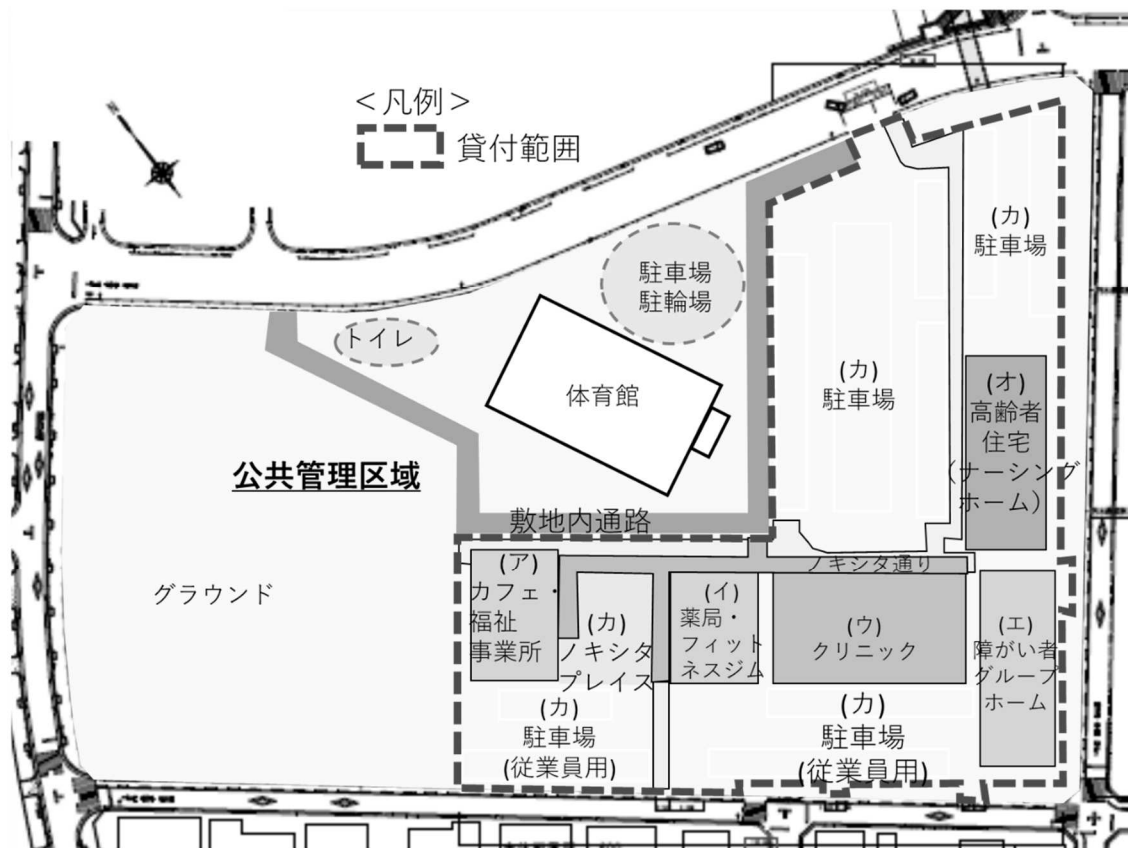 ＜凡例＞
貸付範囲
(カ)
駐車場
駐車場
駐輪場
トイレ
体育館
(カ)
駐車場
(オ)
高齢者
住宅
(ナーシング
ホーム)
公共管理区域
敷地内通路
ノキシタ通り
グラウンド
(ア)
カフェ・
福祉
事業所
(カ)
ノキシタ
プレイス
(イ)
薬局・
フィット
ネスジム
(ウ)
クリニック
(エ)
障がい者
グループ
ホーム
(カ)
駐車場
(従業員用)
(カ)
駐車場
(従業員用)